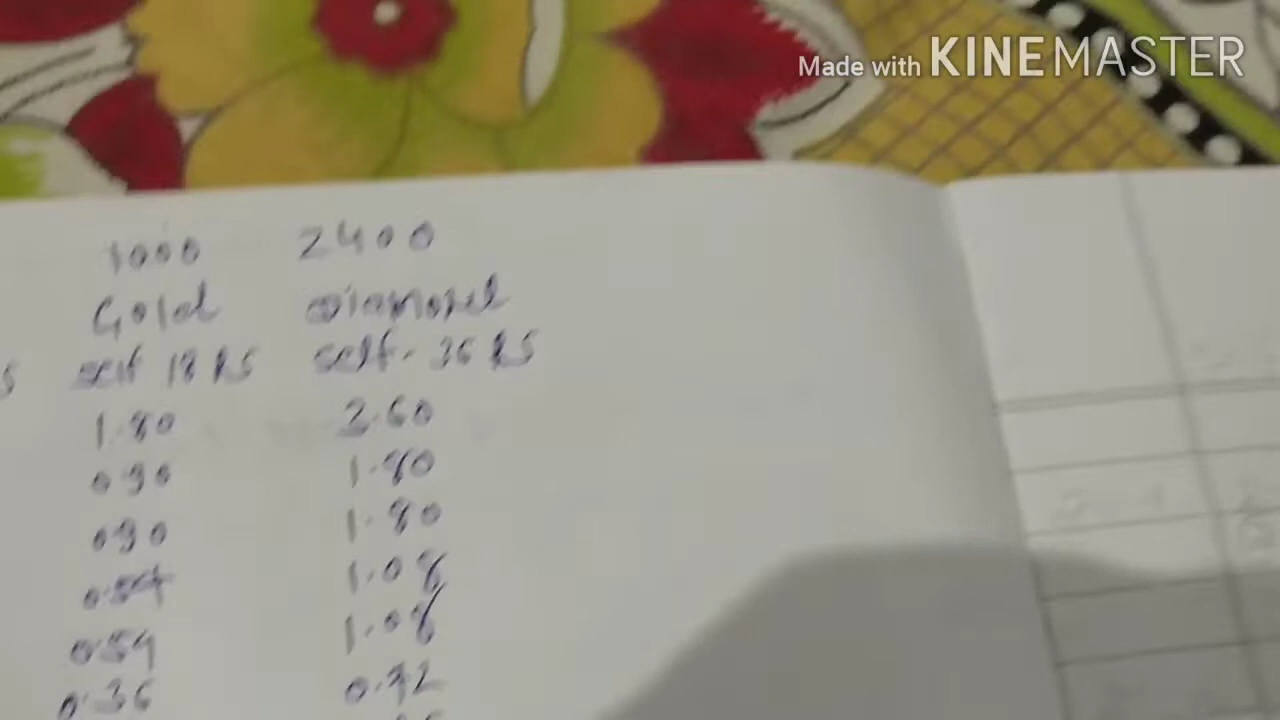 Made with KINEMASTER
1000 2400
Gold Diamond
self 18 RS self - 36 RS
1.80 3.60
0.90 1.80
0.90 1.80
0.54 1.08
0.54 1.08
0.36 0.72